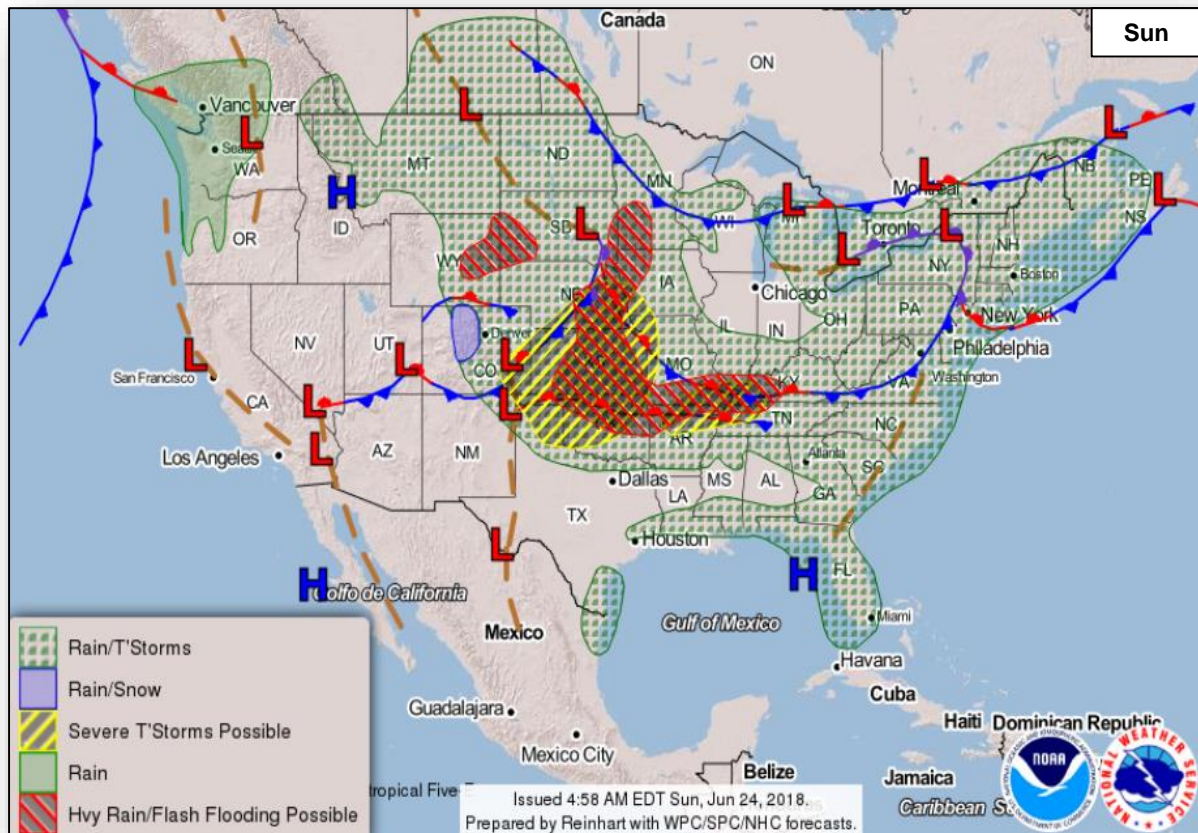 Canada
Sun
ON
Vancouver
Seatt
WA
MT
ND
MN
NB
PE
Montreal
NS
OR
ID
SD
WI
MI
Toronto
NH
WY
NY
Boston
IA
NE
Chicago
New York
NV
UT
Denver
IL
IN
OH
PA
Philadelphia
San Francisco
CO
MO
Washington
CA
KY
VA
Los Angeles
AZ
NM
AR
TN
NC
Atlanta
SC
Dallas
MS
AL
LA
GA
TX
Houston
FL
Golfo de California
Miami
Mexico
Gulf of Mexico
Havana
Cuba
Guadalajara
Haiti
Dominican Republic
Mexico City
Belize
Jamaica
Caribbean
L
L
H
L
L
L
L
L
L
L
L
L
L
L
L
L
L
H
H
Rain/T'Storms
Rain/Snow
Severe T'Storms Possible
Rain
Hvy Rain/Flash Flooding Possible
tropical Five-E
Issued 4:58 AM EDT Sun, Jun 24, 2018.
Prepared by Reinhart with WPC/SPC/NHC forecasts.
NOAA
NATIONAL WEATHER SERVICE